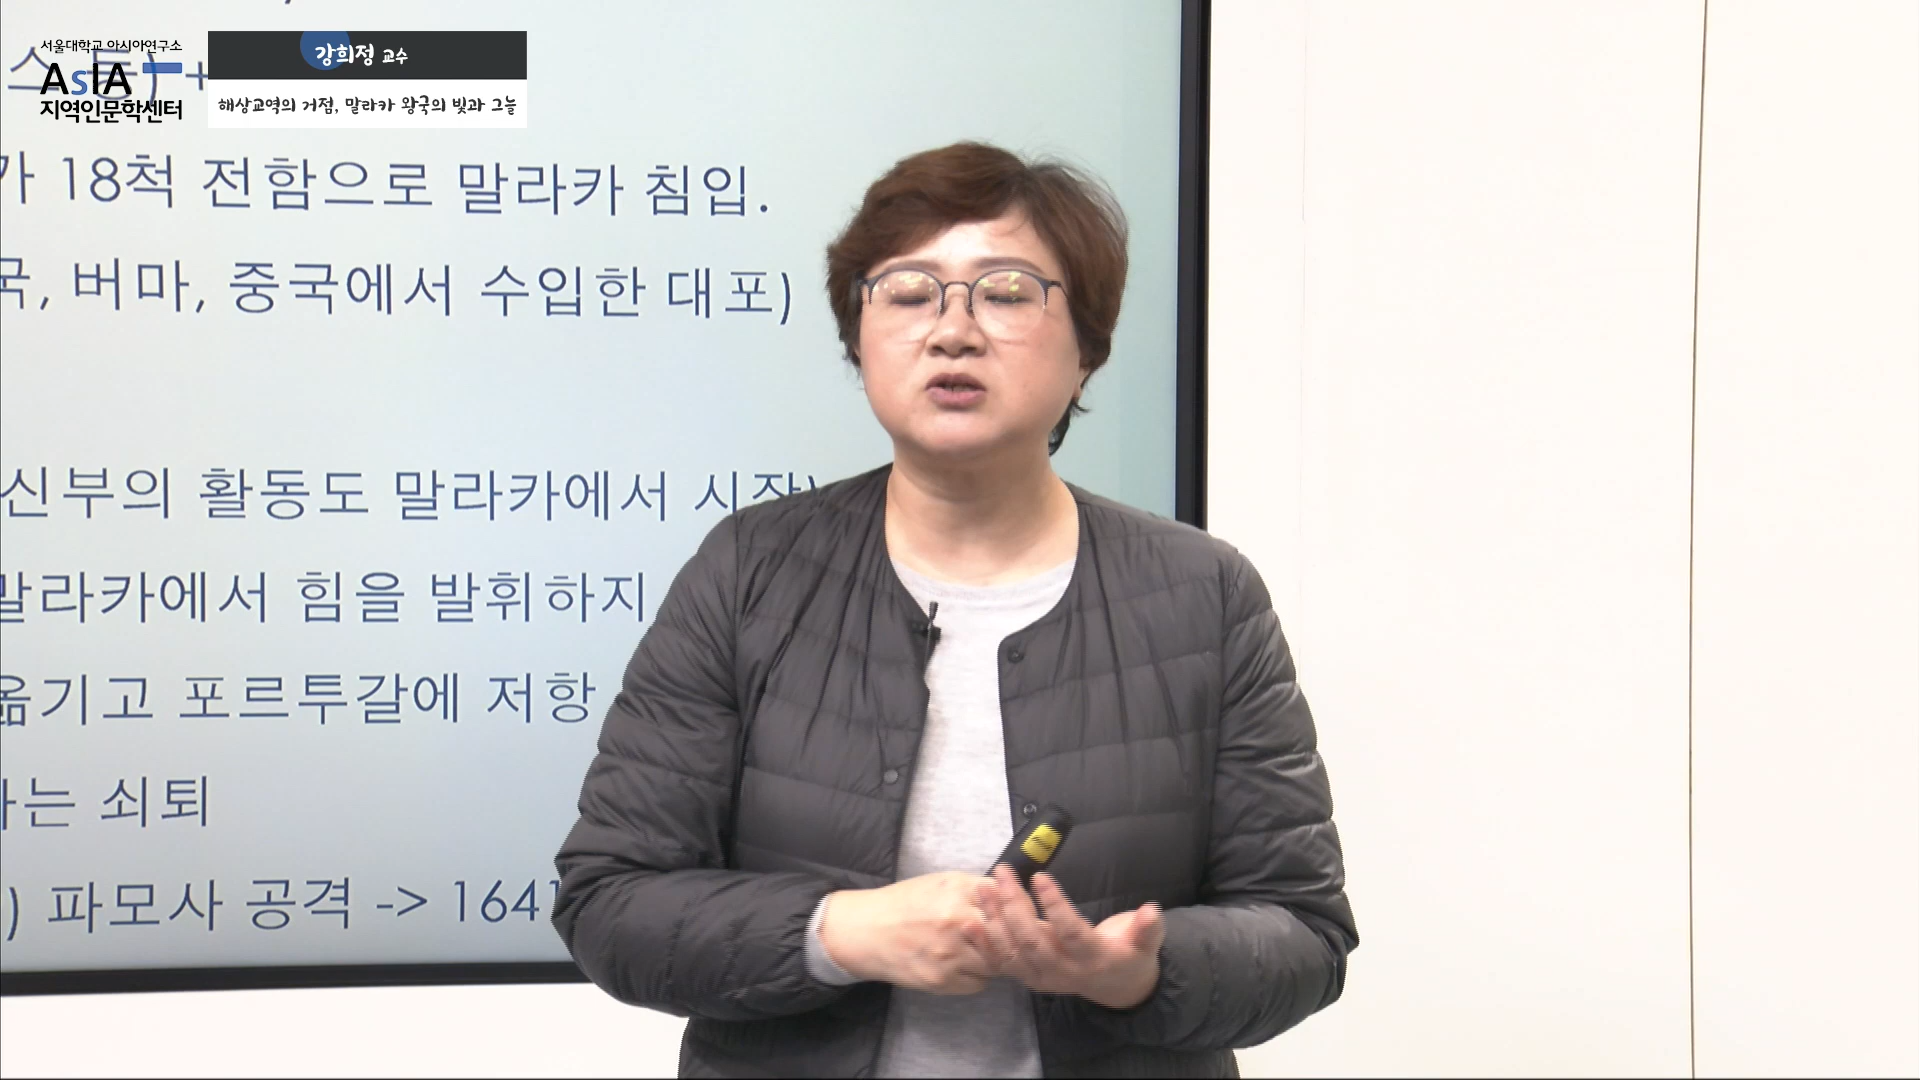 서울대학교 아시아연구소
AsIA
지역인문학센터
강희정 교수
해상교역의 거점, 말라카 왕국의 빛과 그늘
스 등) +
가 18척 전함으로 말라카 침입.
국, 버마, 중국에서 수입한 대포)
신부의 활동도 말라카에서 시작)
말라카에서 힘을 발휘하지
옮기고 포르투갈에 저항
는 쇠퇴
) 파모사 공격 -> 1641